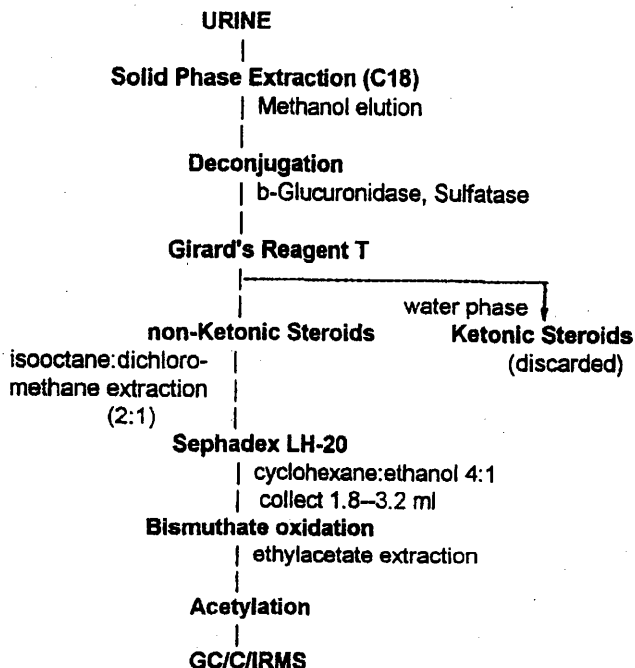 URINE
Solid Phase Extraction (C18)
Methanol elution
Deconjugation
b-Glucuronidase, Sulfatase
Girard's Reagent T
water phase
non-Ketonic Steroids
Ketonic Steroids
(discarded)
isooctane:dichloro-
methane extraction
(2:1)
Sephadex LH-20
cyclohexane:ethanol 4:1
collect 1.8–3.2 ml
Bismuthate oxidation
ethylacetate extraction
Acetylation
GC/C/IRMS